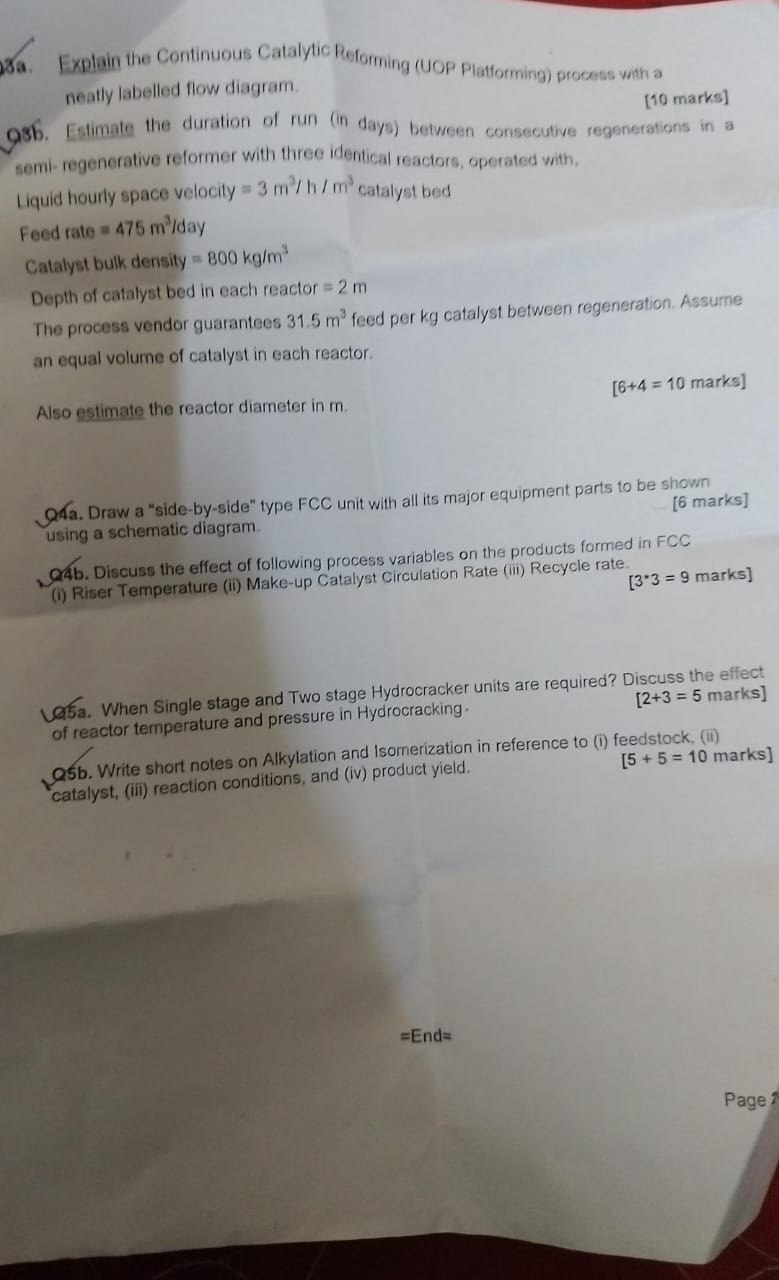 Q3a. Explain the Continuous Catalytic Reforming (UOP Platforming) process with a
neatly labelled flow diagram.
[10 marks]
Q3b. Estimate the duration of run (in days) between consecutive regenerations in a
semi- regenerative reformer with three identical reactors, operated with,
Liquid hourly space velocity = 3 m³/ h / m³ catalyst bed
Feed rate = 475 m³/day
Catalyst bulk density = 800 kg/m³
Depth of catalyst bed in each reactor = 2 m
The process vendor guarantees 31.5 m³ feed per kg catalyst between regeneration. Assume
an equal volume of catalyst in each reactor.
[6+4 = 10 marks]
Also estimate the reactor diameter in m.
Q4a. Draw a "side-by-side" type FCC unit with all its major equipment parts to be shown
using a schematic diagram.
[6 marks]
Q4b. Discuss the effect of following process variables on the products formed in FCC
(i) Riser Temperature (ii) Make-up Catalyst Circulation Rate (iii) Recycle rate.
[3*3 = 9 marks]
Q5a. When Single stage and Two stage Hydrocracker units are required? Discuss the effect
of reactor temperature and pressure in Hydrocracking.
[2+3 = 5 marks]
Q5b. Write short notes on Alkylation and Isomerization in reference to (i) feedstock, (ii)
catalyst, (iii) reaction conditions, and (iv) product yield.
[5 + 5 = 10 marks]
=End=
Page